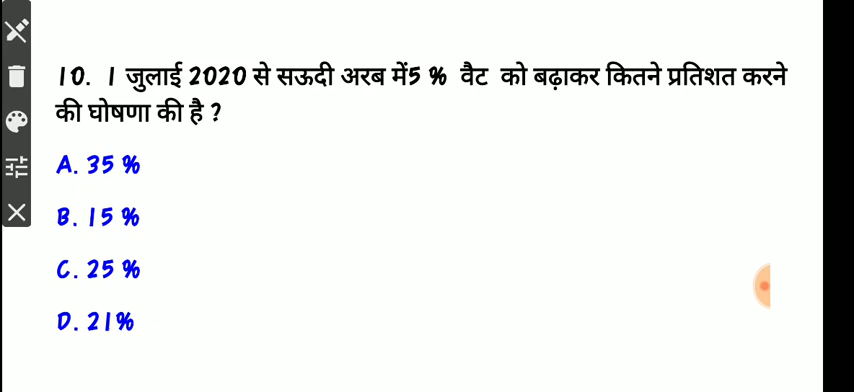 10. 1 जुलाई 2020 से सऊदी अरब में5 % वैट को बढ़ाकर कितने प्रतिशत करने
की घोषणा की है ?
A. 35 %
B. 15 %
C. 25 %
D. 21%